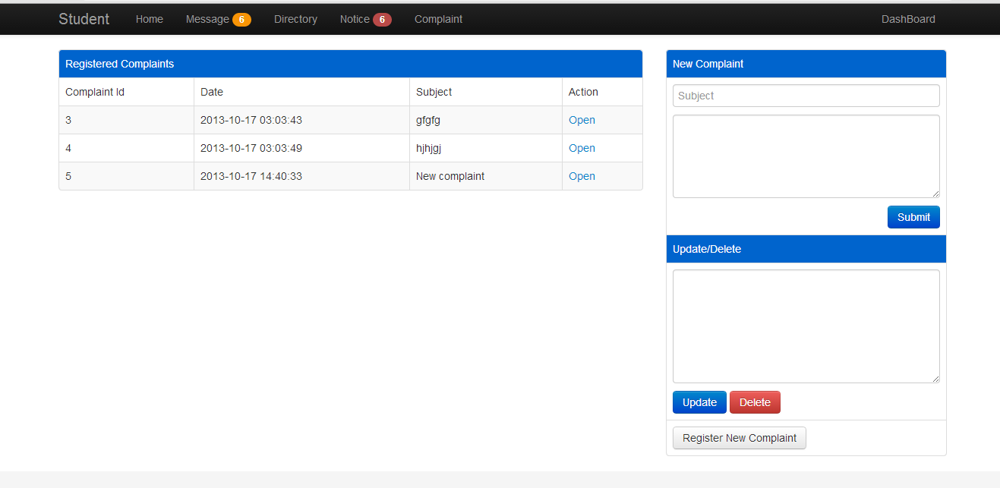 Student Home Message 6 Directory Notice 6 Complaint DashBoard
Registered Complaints
Complaint Id Date Subject Action
3 2013-10-17 03:03:43 gfgfg Open
4 2013-10-17 03:03:49 hjhjgj Open
5 2013-10-17 14:40:33 New complaint Open
New Complaint
Subject
Submit
Update/Delete
Update Delete
Register New Complaint